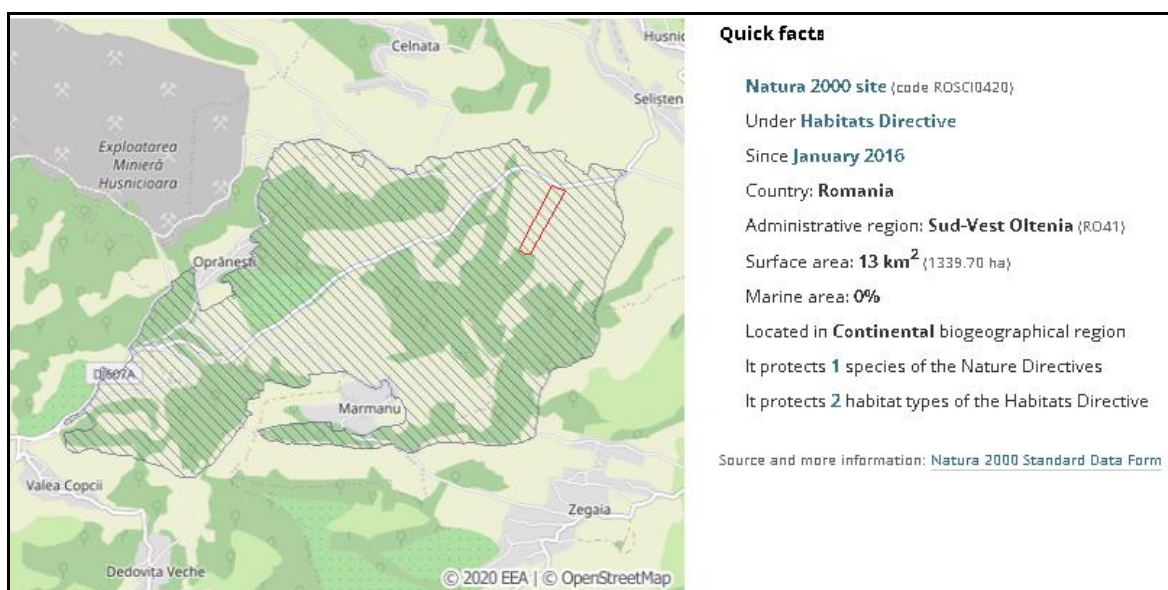 Celnata
Husnic
Selișten
Exploatarea
Minieră
Husnicioara
Oprănești
DJ607A
Marmanu
Valea Copcii
Zegaia
Dedovița Veche
© 2020 EEA | © OpenStreetMap
Quick facts
Natura 2000 site (code ROSCI0420)
Under Habitats Directive
Since January 2016
Country: Romania
Administrative region: Sud-Vest Oltenia (RO41)
Surface area: 13 km² (1339.70 ha)
Marine area: 0%
Located in Continental biogeographical region
It protects 1 species of the Nature Directives
It protects 2 habitat types of the Habitats Directive
Source and more information: Natura 2000 Standard Data Form